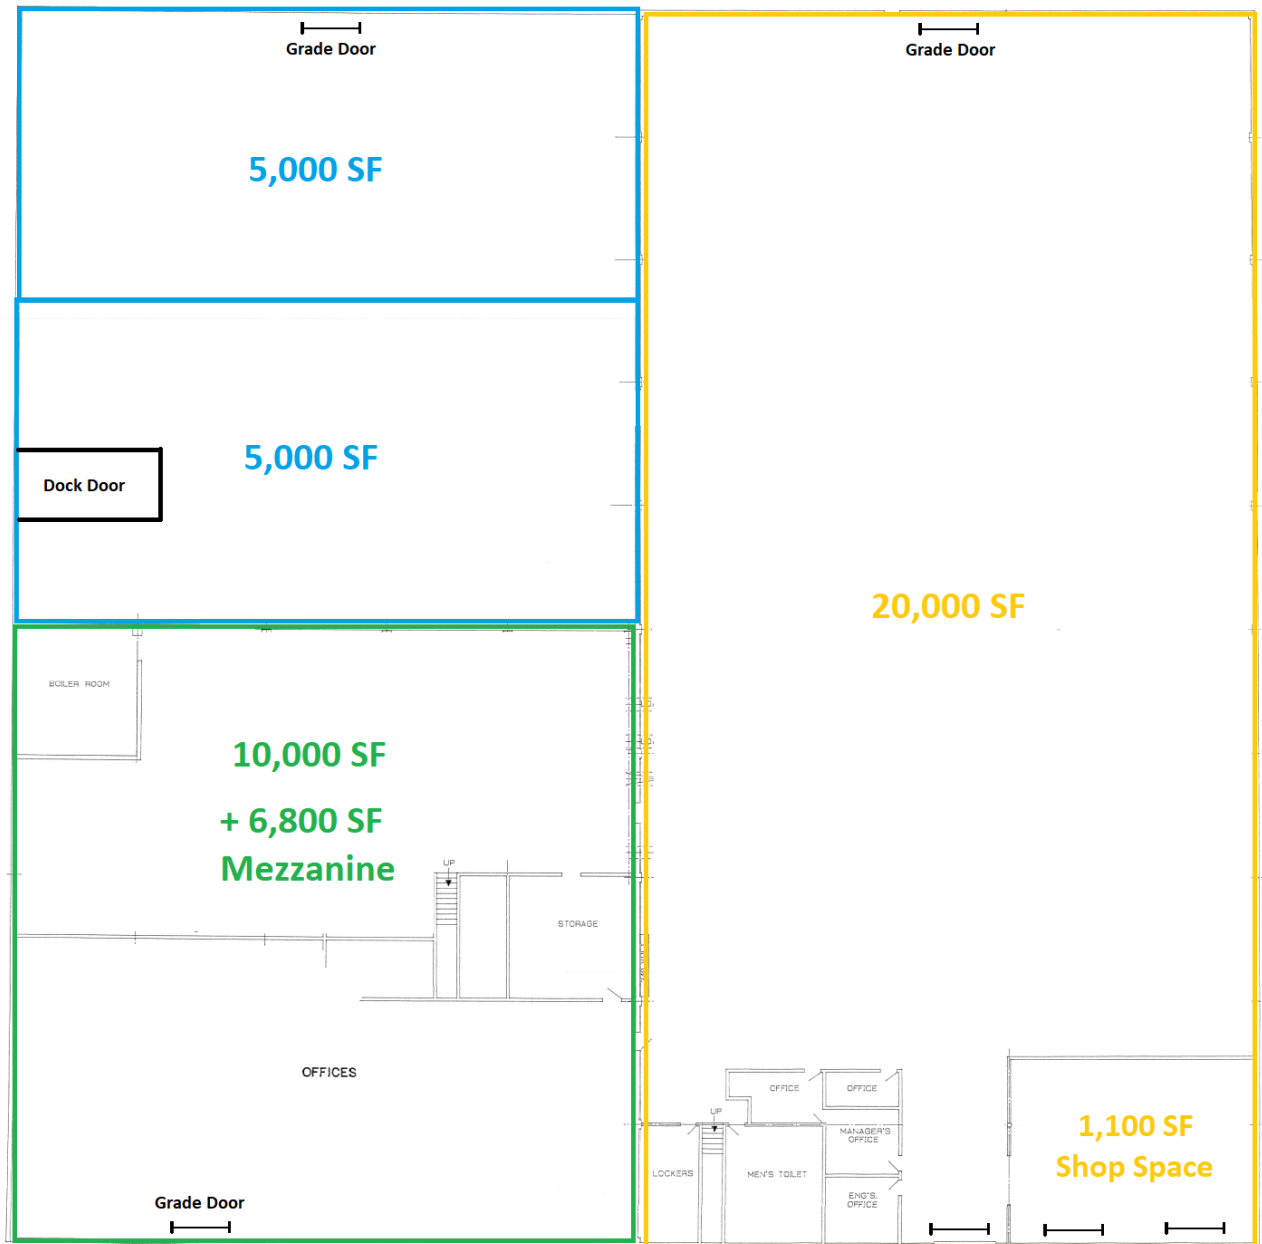 Grade Door
Grade Door
5,000 SF
5,000 SF
Dock Door
20,000 SF
BOILER ROOM
10,000 SF
+ 6,800 SF
Mezzanine
UP
STORAGE
OFFICES
OFFICE
OFFICE
UP
MANAGER'S
OFFICE
1,100 SF
Shop Space
LOCKERS
MEN'S TOILET
ENG'S.
OFFICE
Grade Door